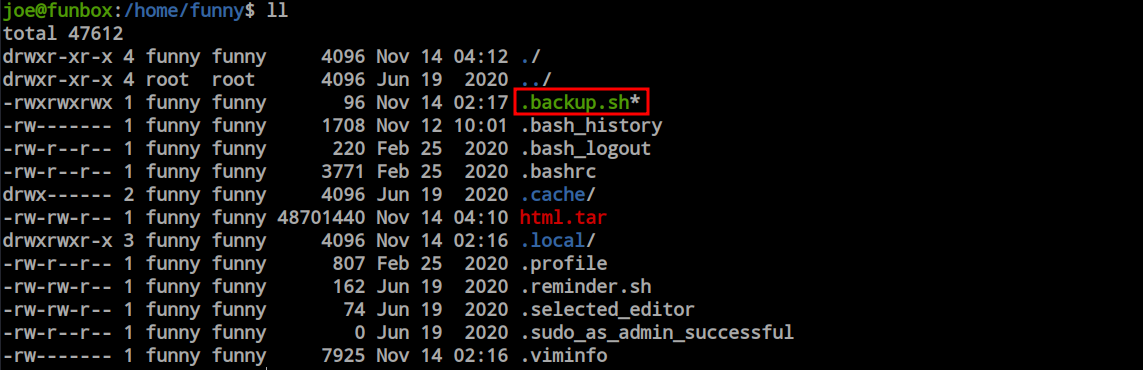 joe@funbox:/home/funny$ ll
total 47612
drwxr-xr-x 4 funny funny     4096 Nov 14 04:12 ./
drwxr-xr-x 4 root  root      4096 Jun 19  2020 ../
-rwxrwxrwx 1 funny funny       96 Nov 14 02:17 .backup.sh*
-rw------- 1 funny funny     1708 Nov 12 10:01 .bash_history
-rw-r--r-- 1 funny funny      220 Feb 25  2020 .bash_logout
-rw-r--r-- 1 funny funny     3771 Feb 25  2020 .bashrc
drwx------ 2 funny funny     4096 Jun 19  2020 .cache/
-rw-rw-r-- 1 funny funny 48701440 Nov 14 04:10 html.tar
drwxrwxr-x 3 funny funny     4096 Nov 14 02:16 .local/
-rw-r--r-- 1 funny funny      807 Feb 25  2020 .profile
-rw-rw-r-- 1 funny funny      162 Jun 19  2020 .reminder.sh
-rw-rw-r-- 1 funny funny       74 Jun 19  2020 .selected_editor
-rw-r--r-- 1 funny funny        0 Jun 19  2020 .sudo_as_admin_successful
-rw------- 1 funny funny     7925 Nov 14 02:16 .viminfo